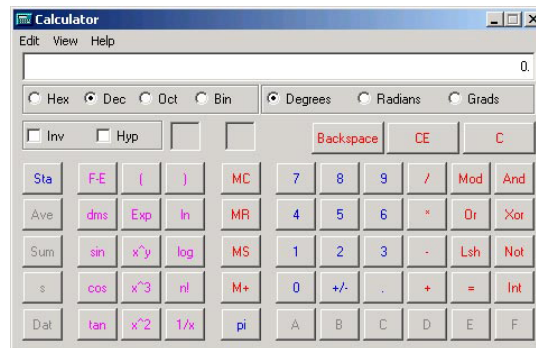 Calculator
Edit View Help
0.
Hex Dec Oct Bin Degrees Radians Grads
Inv Hyp Backspace CE C
Sta F-E ( ) MC 7 8 9 / Mod And
Ave dms Exp ln MR 4 5 6 * Or Xor
Sum sin x^y log MS 1 2 3 - Lsh Not
s cos x^3 n! M+ 0 +/- . + = Int
Dat tan x^2 1/x pi A B C D E F